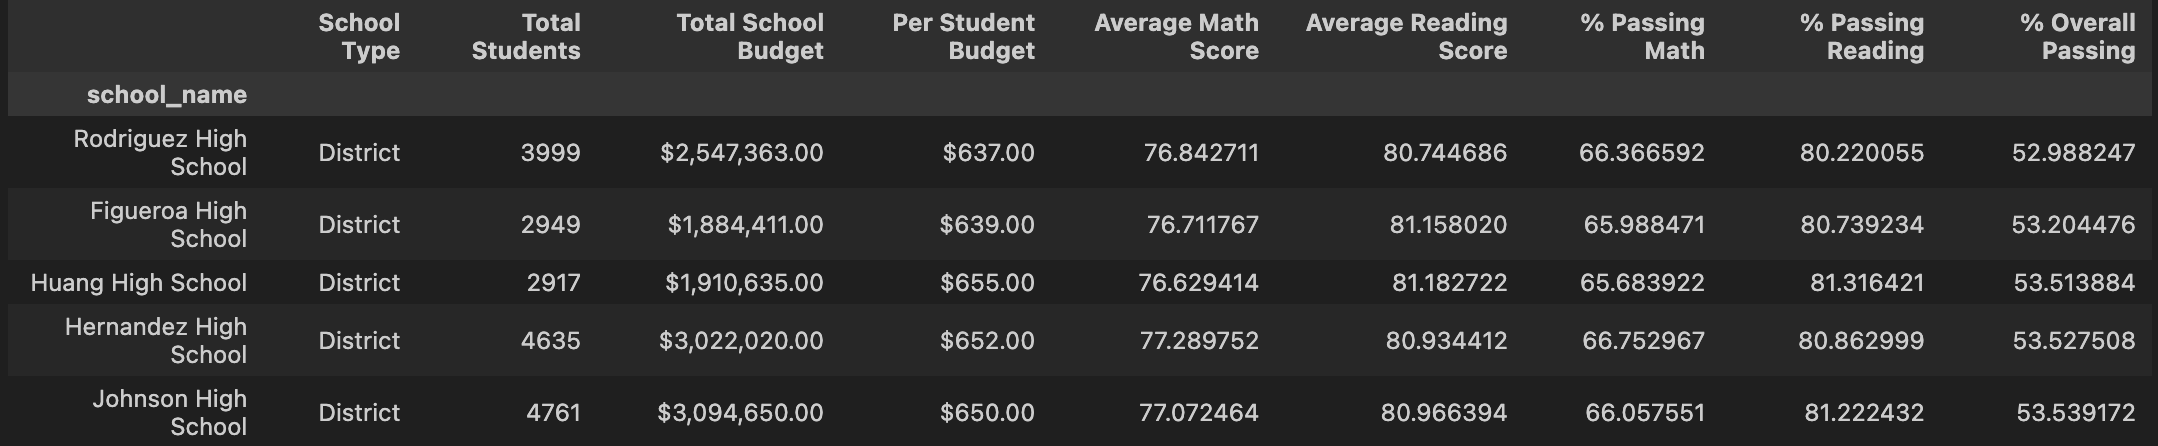 School Type Total Students Total School Budget Per Student Budget Average Math Score Average Reading Score % Passing Math % Passing Reading % Overall Passing
school_name
Rodriguez High School District 3999 $2,547,363.00 $637.00 76.842711 80.744686 66.366592 80.220055 52.988247
Figueroa High School District 2949 $1,884,411.00 $639.00 76.711767 81.158020 65.988471 80.739234 53.204476
Huang High School District 2917 $1,910,635.00 $655.00 76.629414 81.182722 65.683922 81.316421 53.513884
Hernandez High School District 4635 $3,022,020.00 $652.00 77.289752 80.934412 66.752967 80.862999 53.527508
Johnson High School District 4761 $3,094,650.00 $650.00 77.072464 80.966394 66.057551 81.222432 53.539172